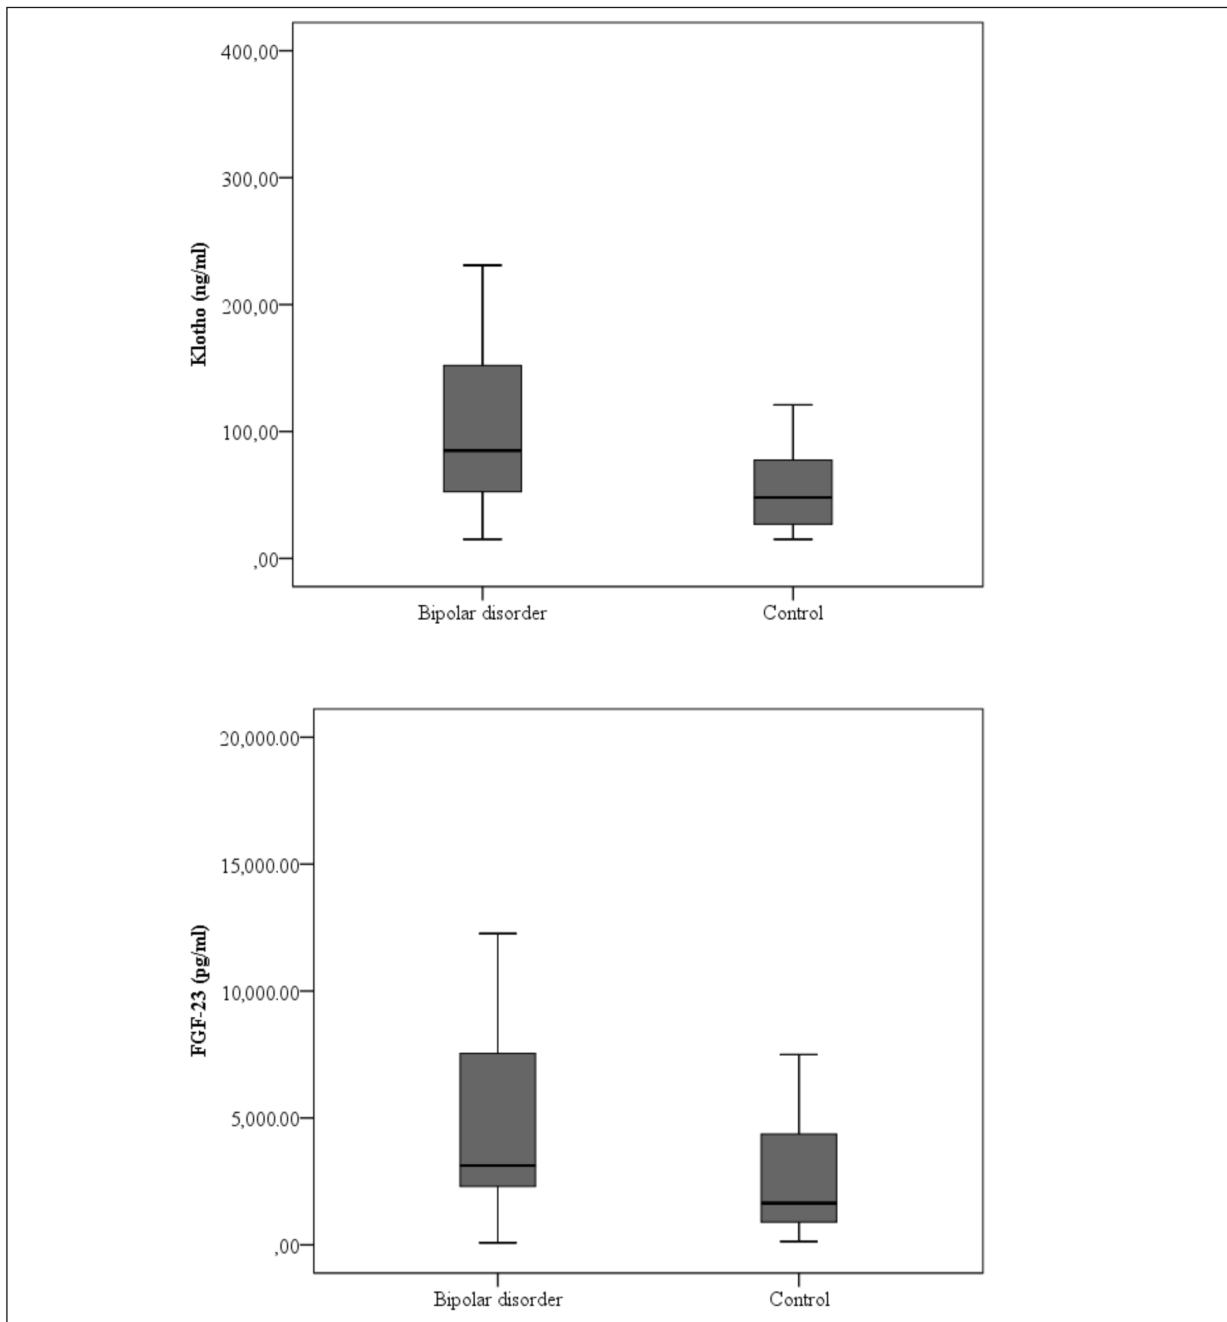 400,00
300,00
Klotho (ng/ml)
200,00
100,00
,00
Bipolar disorder
Control
20,000.00
15,000.00
FGF-23 (pg/ml)
10,000.00
5,000.00
,00
Bipolar disorder
Control